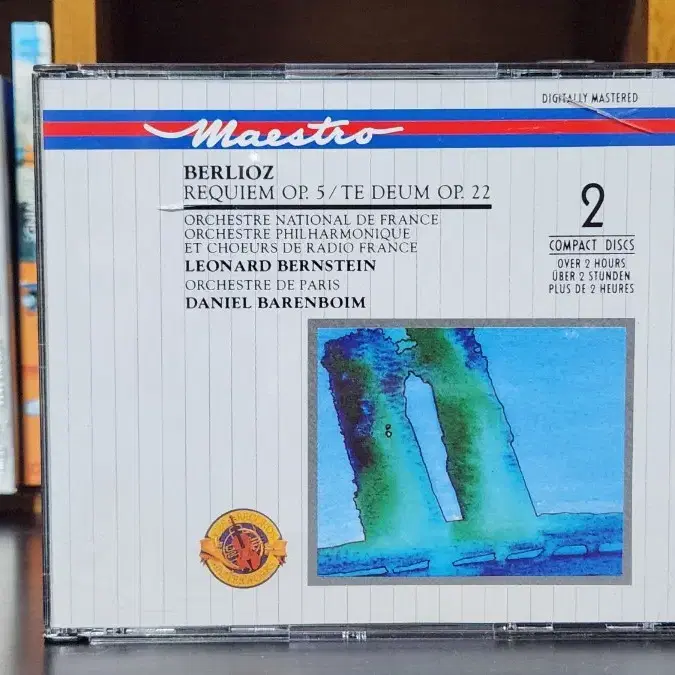 DIGITALLY MASTERED
Maestro
BERLIOZ
REQUIEM OP. 5/TE DEUM OP. 22
ORCHESTRE NATIONAL DE FRANCE
ORCHESTRE PHILHARMONIQUE
ET CHOEURS DE RADIO FRANCE
LEONARD BERNSTEIN
ORCHESTRE DE PARIS
DANIEL BARENBOIM
2
COMPACT DISCS
OVER 2 HOURS
ÜBER 2 STUNDEN
PLUS DE 2 HEURES